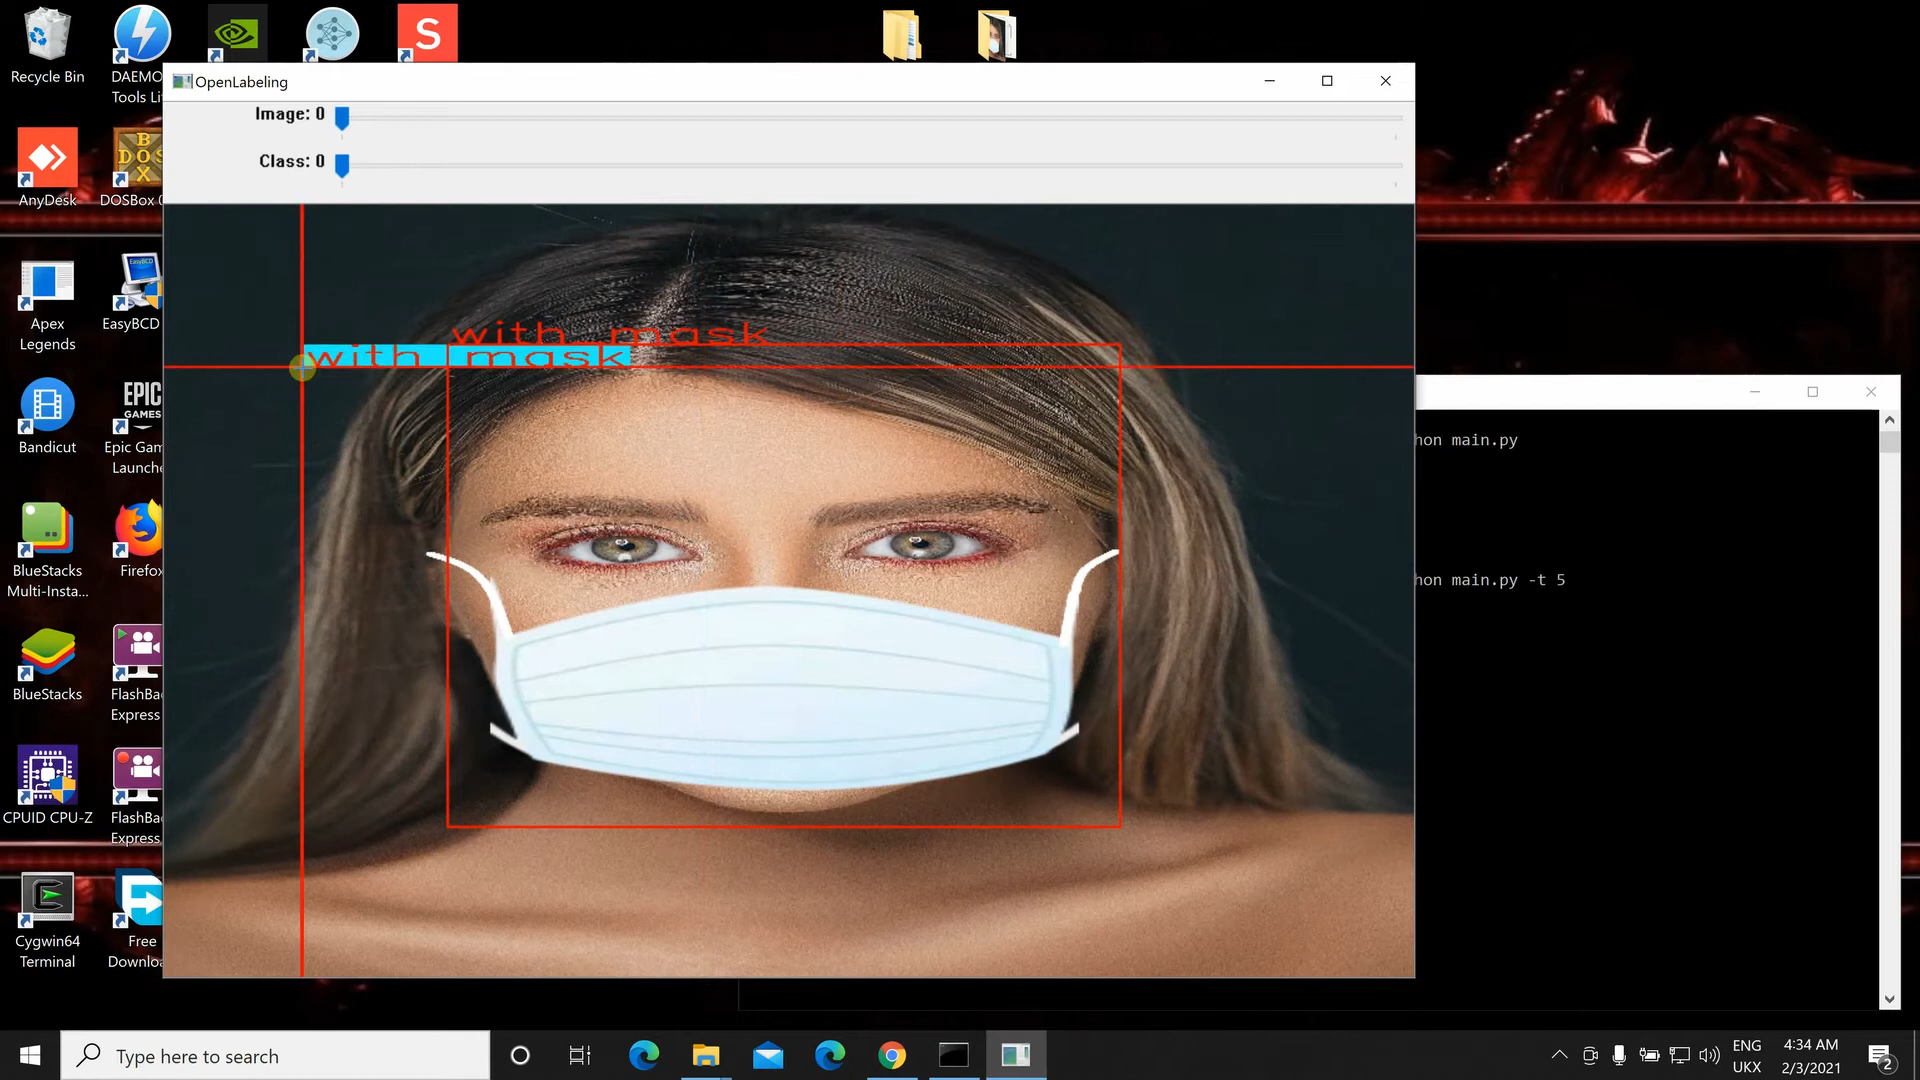 Recycle Bin
DAEMO
Tools Li
S
OpenLabeling
Image: 0
Class: 0
AnyDesk
DOSBox
Apex
Legends
EasyBCD
with mask
with mask
hon main.py
hon main.py -t 5
Bandicut
EPIC
GAMES
Epic Gam
Launche
BlueStacks
Multi-Insta...
Firefox
BlueStacks
FlashBa
Express
CPUID CPU-Z
FlashBa
Express
Cygwin64
Terminal
Free
Downloa
Type here to search
ENG
UKX
4:34 AM
2/3/2021
2